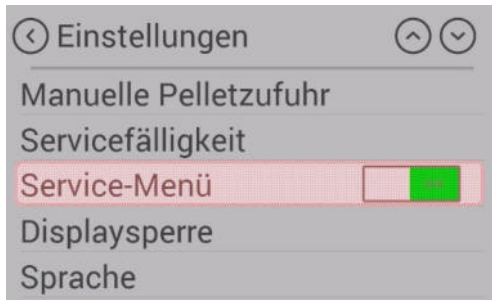 Einstellungen
Manuelle Pelletzufuhr
Servicefälligkeit
Service-Menü
Displaysperre
Sprache